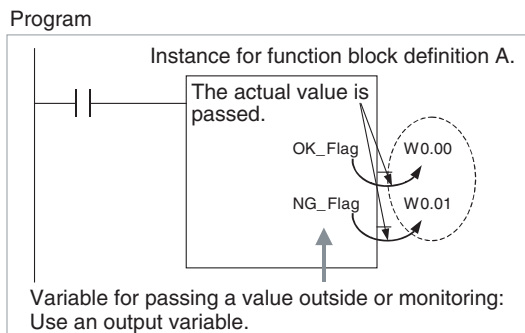 Program
Instance for function block definition A.
The actual value is
passed.
OK_Flag W0.00
NG_Flag W0.01
Variable for passing a value outside or monitoring:
Use an output variable.